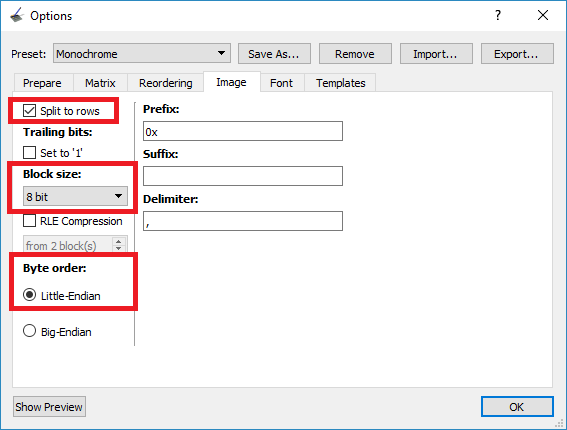 Options
?
Preset: Monochrome Save As... Remove Import... Export...
Prepare Matrix Reordering Image Font Templates
Split to rows
Trailing bits:
Set to '1'
Block size:
8 bit
RLE Compression
from 2 block(s)
Byte order:
Little-Endian
Big-Endian
Prefix:
0x
Suffix:
Delimiter:
,
Show Preview OK